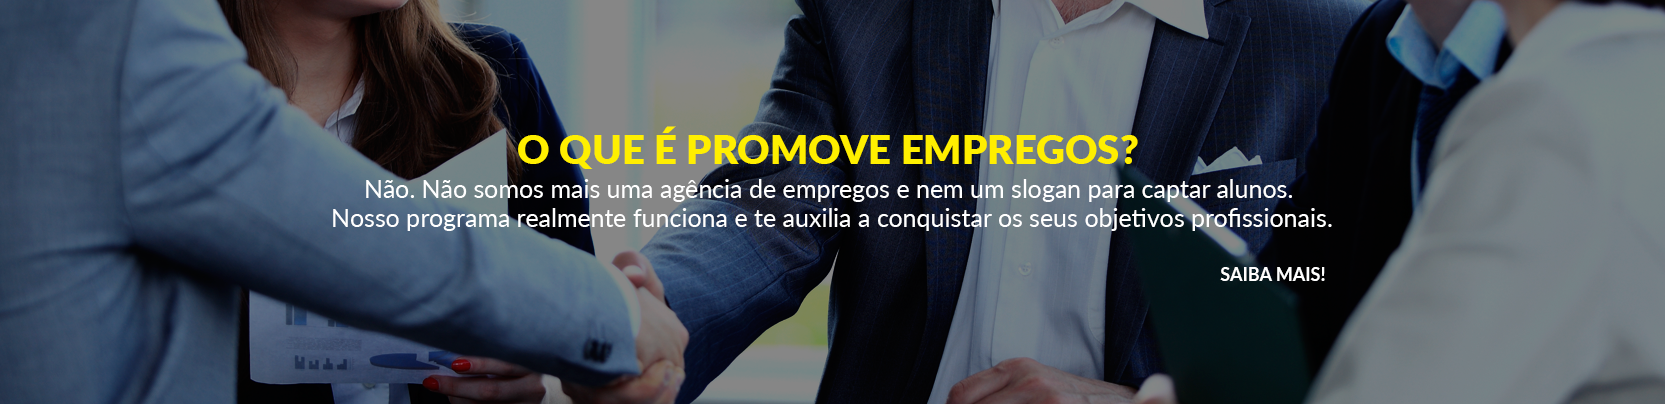 O QUE É PROMOVE EMPREGOS?
Não. Não somos mais uma agência de empregos e nem um slogan para captar alunos.
Nosso programa realmente funciona e te auxilia a conquistar os seus objetivos profissionais.
SAIBA MAIS!